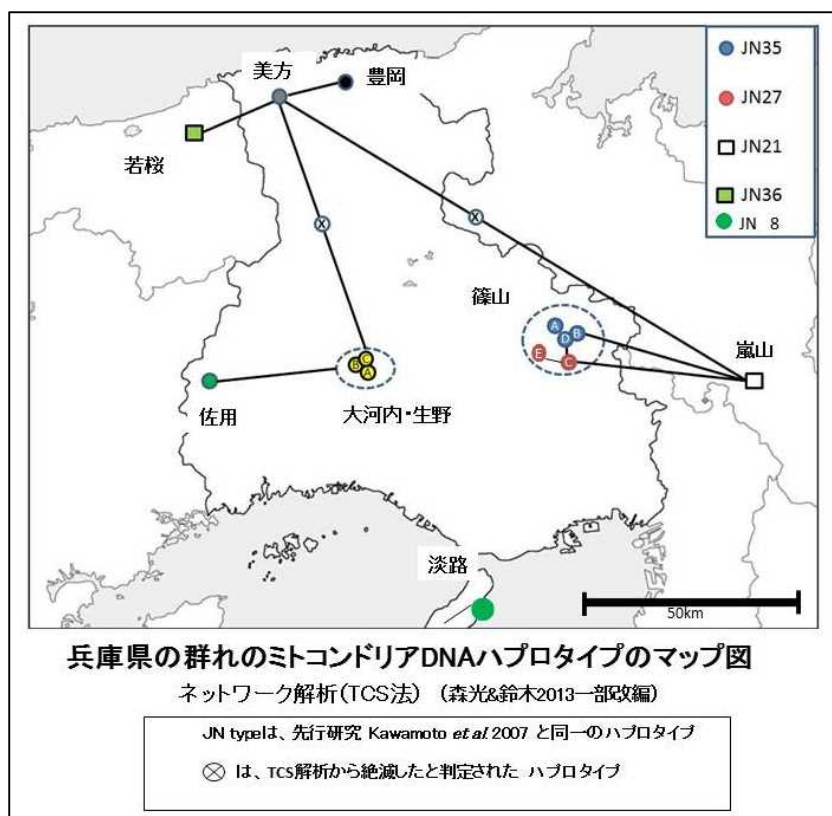 美方
豊岡
若桜
JN35
JN27
JN21
JN36
JN 8
X
X
篠山
A
B
D
E
C
嵐山
C
B
A
佐用
大河内・生野
淡路
50km
兵庫県の群れのミトコンドリアDNAハプロタイプのマップ図
ネットワーク解析(TCS法) (森光&鈴木2013一部改編)
JN typeは、先行研究 Kawamoto et al. 2007 と同一のハプロタイプ
は、TCS解析から絶滅したと判定された ハプロタイプ